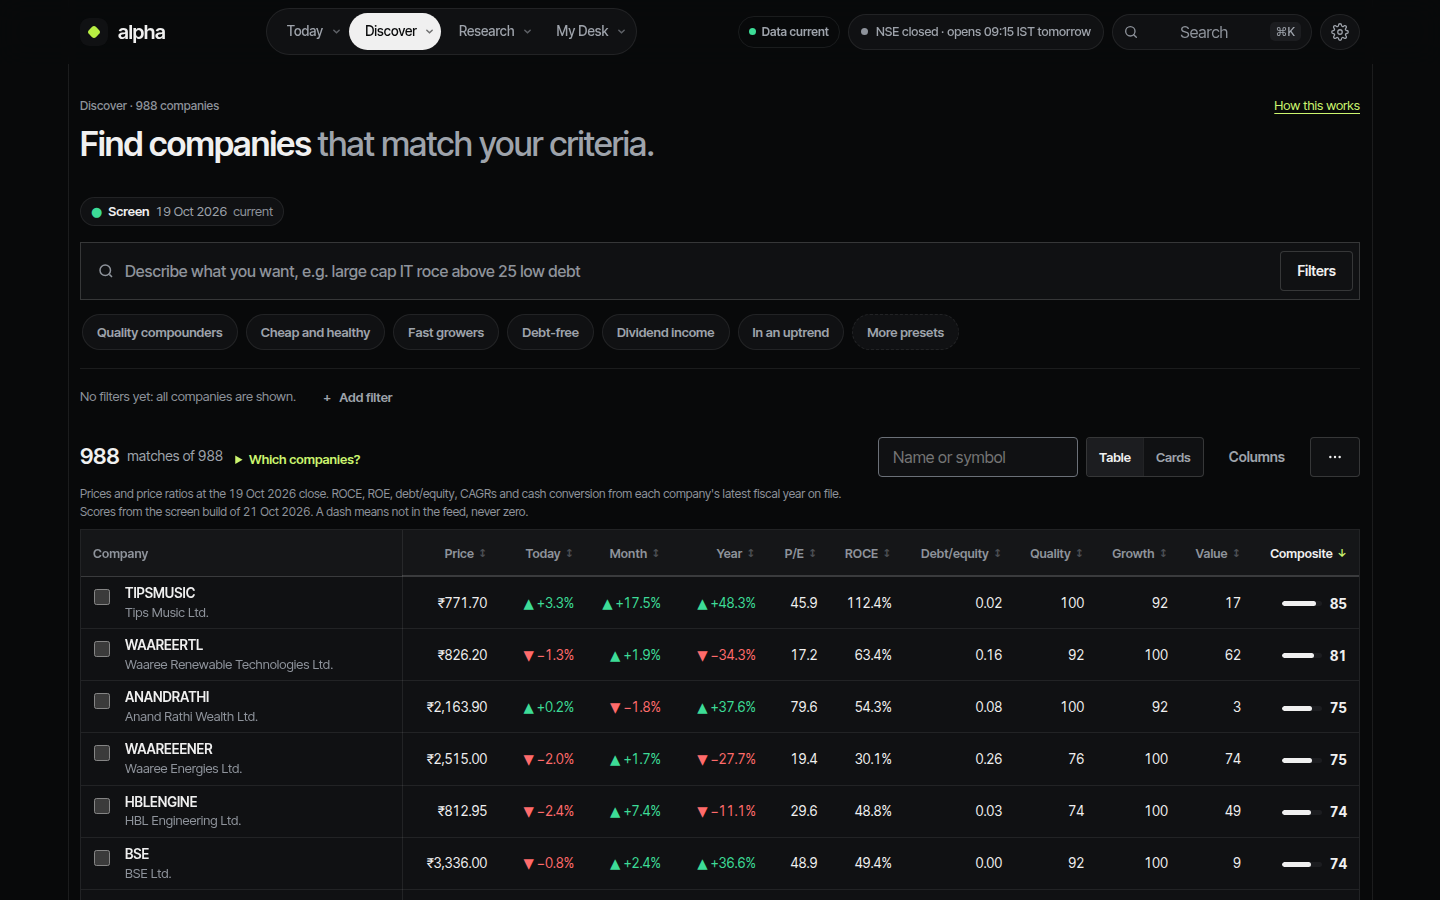 alpha
Today Discover Research My Desk
Data current
NSE closed · opens 09:15 IST tomorrow
Search ⌘K
Discover · 988 companies
How this works
Find companies that match your criteria.
Screen 19 Oct 2026 current
Describe what you want, e.g. large cap IT roce above 25 low debt
Filters
Quality compounders Cheap and healthy Fast growers Debt-free Dividend income In an uptrend More presets
No filters yet: all companies are shown. + Add filter
988 matches of 988 ▶ Which companies?
Name or symbol Table Cards Columns ···
Prices and price ratios at the 19 Oct 2026 close. ROCE, ROE, debt/equity, CAGRs and cash conversion from each company's latest fiscal year on file.
Scores from the screen build of 21 Oct 2026. A dash means not in the feed, never zero.
Company Price ↕ Today ↕ Month ↕ Year ↕ P/E ↕ ROCE ↕ Debt/equity ↕ Quality ↕ Growth ↕ Value ↕ Composite ↓
TIPSMUSIC ₹771.70 ▲ +3.3% ▲ +17.5% ▲ +48.3% 45.9 112.4% 0.02 100 92 17 85
Tips Music Ltd.
WAAREERTL ₹826.20 ▼ −1.3% ▲ +1.9% ▼ −34.3% 17.2 63.4% 0.16 92 100 62 81
Waaree Renewable Technologies Ltd.
ANANDRATHI ₹2,163.90 ▲ +0.2% ▼ −1.8% ▲ +37.6% 79.6 54.3% 0.08 100 92 3 75
Anand Rathi Wealth Ltd.
WAAREEENER ₹2,515.00 ▼ −2.0% ▲ +1.7% ▼ −27.7% 19.4 30.1% 0.26 76 100 74 75
Waaree Energies Ltd.
HBLENGINE ₹812.95 ▼ −2.4% ▲ +7.4% ▼ −11.1% 29.6 48.8% 0.03 74 100 49 74
HBL Engineering Ltd.
BSE ₹3,336.00 ▼ −0.8% ▲ +2.4% ▲ +36.6% 48.9 49.4% 0.00 92 100 9 74
BSE Ltd.